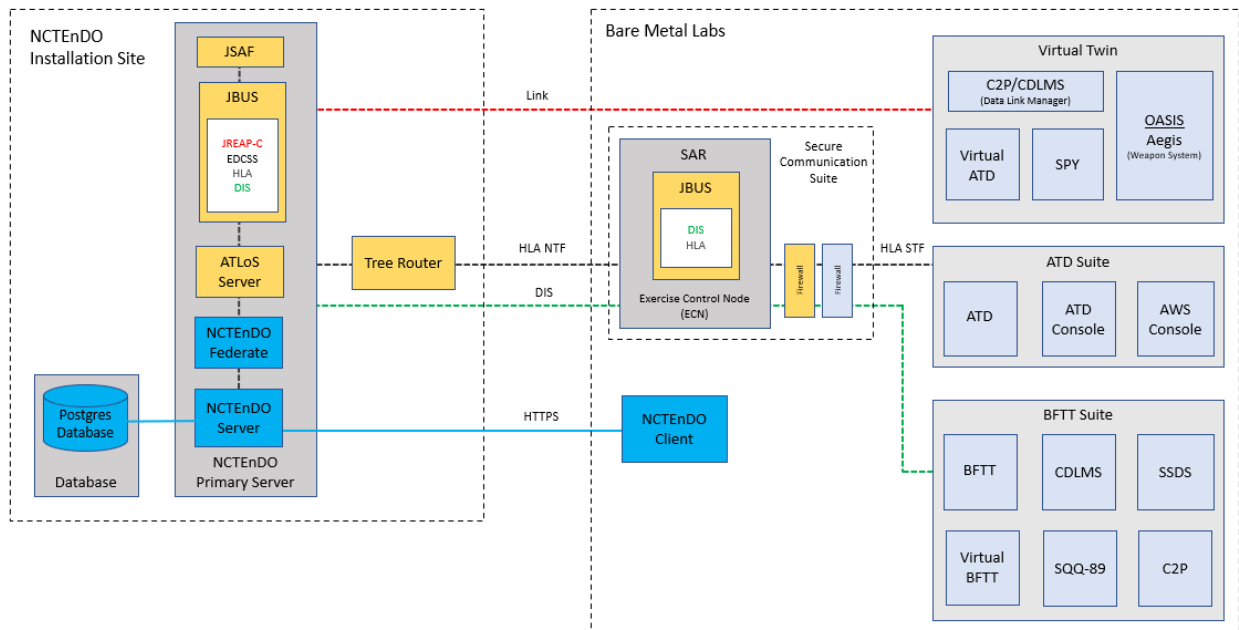 NCTEnDO
Installation Site
JSAF
JBUS
JREAP-C
EDCSS
HLA
DIS
ATLoS
Server
NCTEnDO
Federate
NCTEnDO
Server
NCTEnDO
Primary Server
Postgres
Database
Database
Tree Router
Link
HLA NTF
DIS
HTTPS
Bare Metal Labs
Secure
Communication
Suite
SAR
JBUS
DIS
HLA
Exercise Control Node
(ECN)
Firewall
Firewall
HLA STF
NCTEnDO
Client
Virtual Twin
C2P/CDLMS
(Data Link Manager)
Virtual
ATD
SPY
OASIS
Aegis
(Weapon System)
ATD Suite
ATD
ATD
Console
AWS
Console
BFTT Suite
BFTT
CDLMS
SSDS
Virtual
BFTT
SQQ-89
C2P